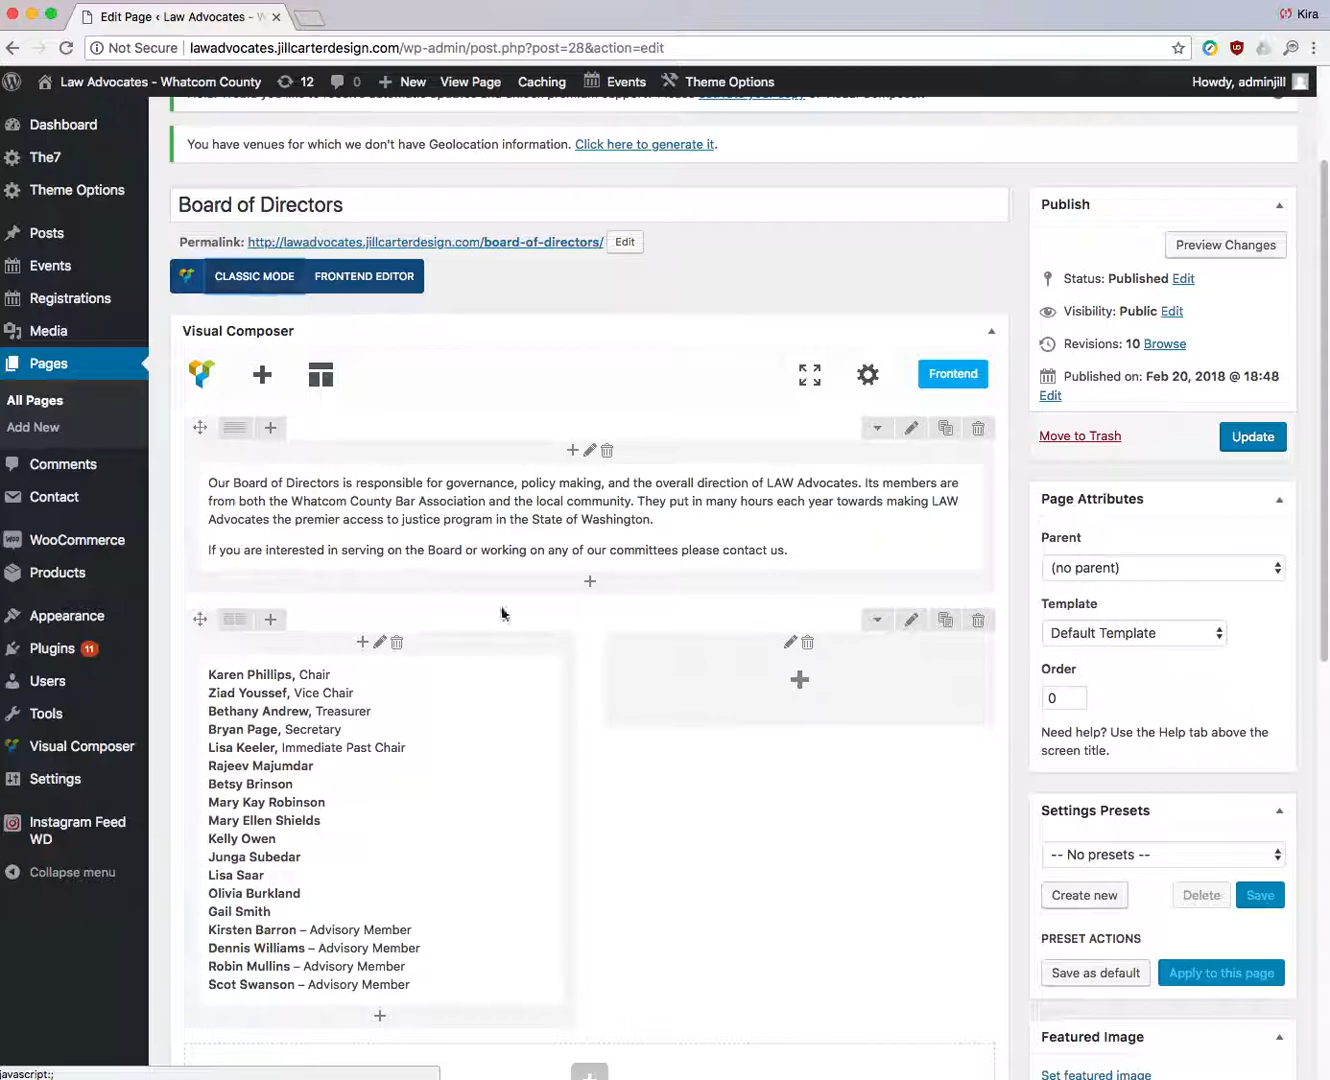 Edit Page ‹ Law Advocates -
Kira
Not Secure
lawadvocates.jillcarterdesign.com/wp-admin/post.php?post=28&action=edit
Law Advocates - Whatcom County
12
0
New
View Page
Caching
Events
Theme Options
Howdy, adminjill
Dashboard
The7
Theme Options
Posts
Events
Registrations
Media
Pages
All Pages
Add New
Comments
Contact
WooCommerce
Products
Appearance
Plugins 11
Users
Tools
Visual Composer
Settings
Instagram Feed
WD
Collapse menu
You have venues for which we don't have Geolocation information. Click here to generate it.
Board of Directors
Permalink: http://lawadvocates.jillcarterdesign.com/board-of-directors/ Edit
CLASSIC MODE
FRONTEND EDITOR
Visual Composer
Frontend
Our Board of Directors is responsible for governance, policy making, and the overall direction of LAW Advocates. Its members are
from both the Whatcom County Bar Association and the local community. They put in many hours each year towards making LAW
Advocates the premier access to justice program in the State of Washington.
If you are interested in serving on the Board or working on any of our committees please contact us.
Karen Phillips, Chair
Ziad Youssef, Vice Chair
Bethany Andrew, Treasurer
Bryan Page, Secretary
Lisa Keeler, Immediate Past Chair
Rajeev Majumdar
Betsy Brinson
Mary Kay Robinson
Mary Ellen Shields
Kelly Owen
Junga Subedar
Lisa Saar
Olivia Burkland
Gail Smith
Kirsten Barron – Advisory Member
Dennis Williams – Advisory Member
Robin Mullins – Advisory Member
Scot Swanson – Advisory Member
Publish
Preview Changes
Status: Published Edit
Visibility: Public Edit
Revisions: 10 Browse
Published on: Feb 20, 2018 @ 18:48
Edit
Move to Trash
Update
Page Attributes
Parent
(no parent)
Template
Default Template
Order
0
Need help? Use the Help tab above the
screen title.
Settings Presets
-- No presets --
Create new
Delete
Save
PRESET ACTIONS
Save as default
Apply to this page
Featured Image
Set featured image
javascript:;